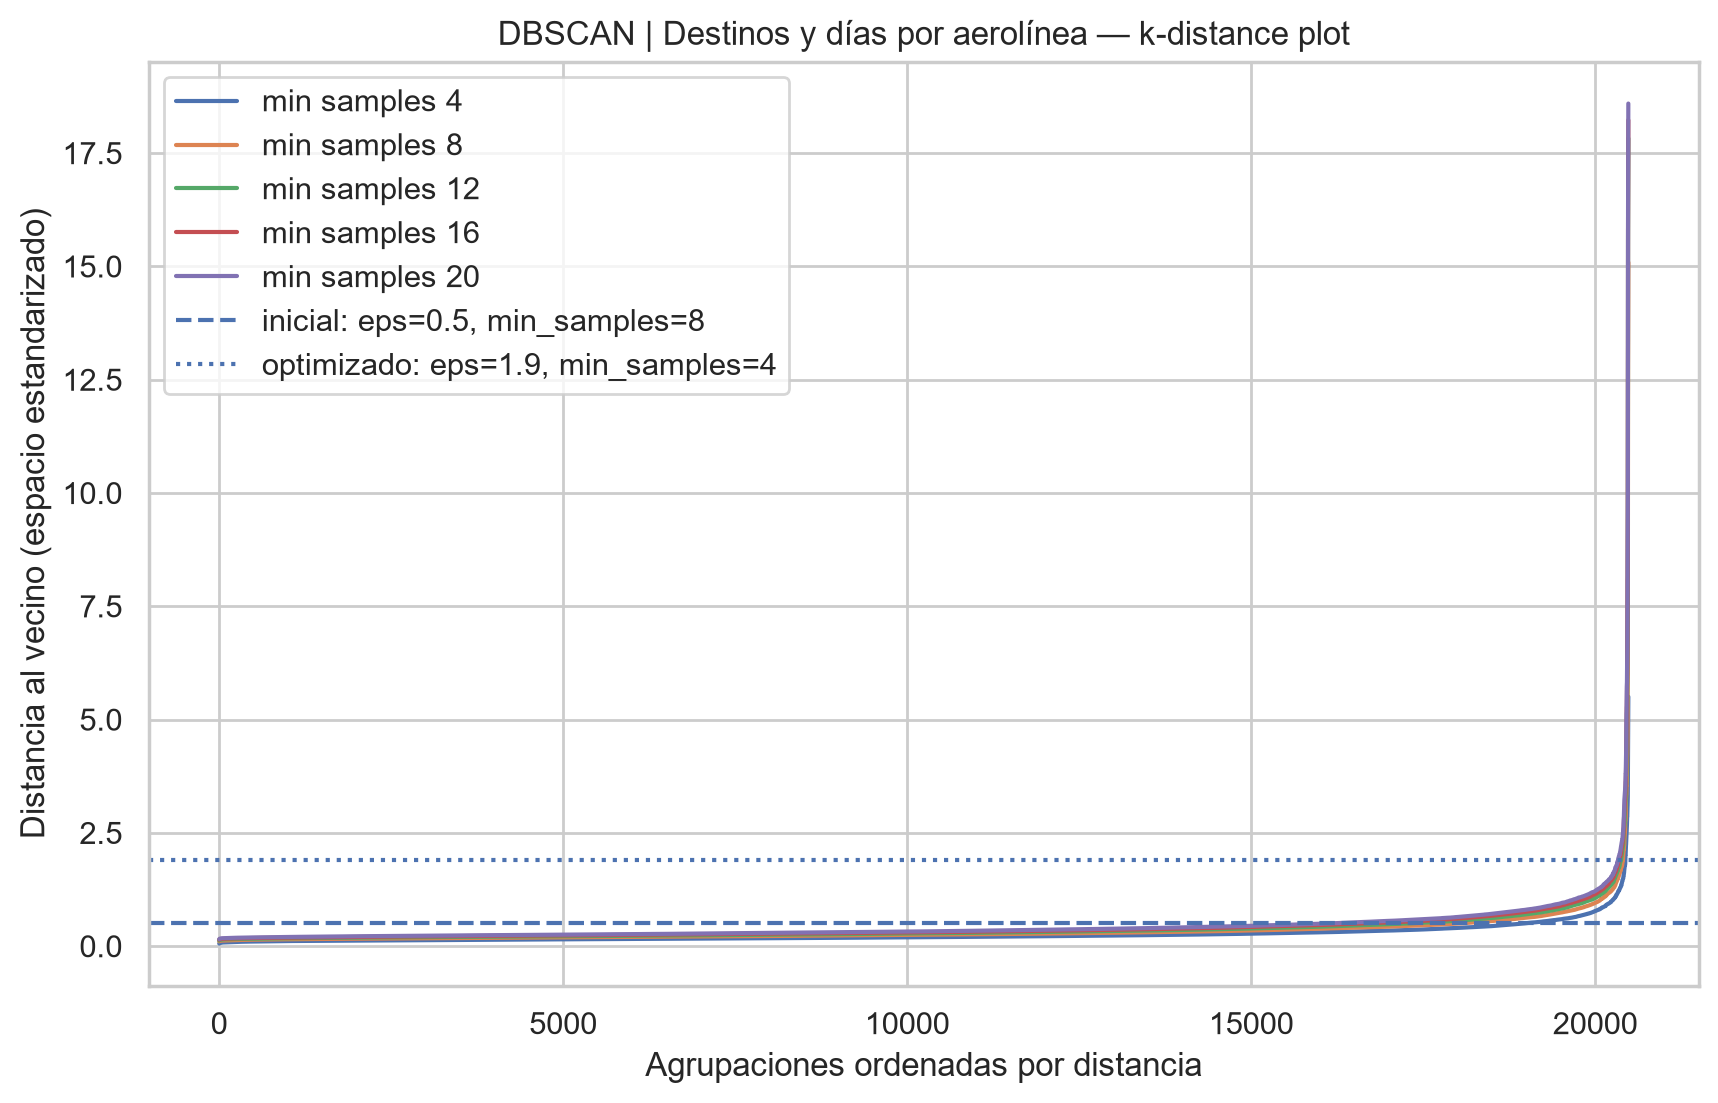 DBSCAN | Destinos y días por aerolínea — k-distance plot
min samples 4
min samples 8
min samples 12
min samples 16
min samples 20
inicial: eps=0.5, min_samples=8
optimizado: eps=1.9, min_samples=4
Distancia al vecino (espacio estandarizado)
17.5
15.0
12.5
10.0
7.5
5.0
2.5
0.0
0
5000
10000
15000
20000
Agrupaciones ordenadas por distancia